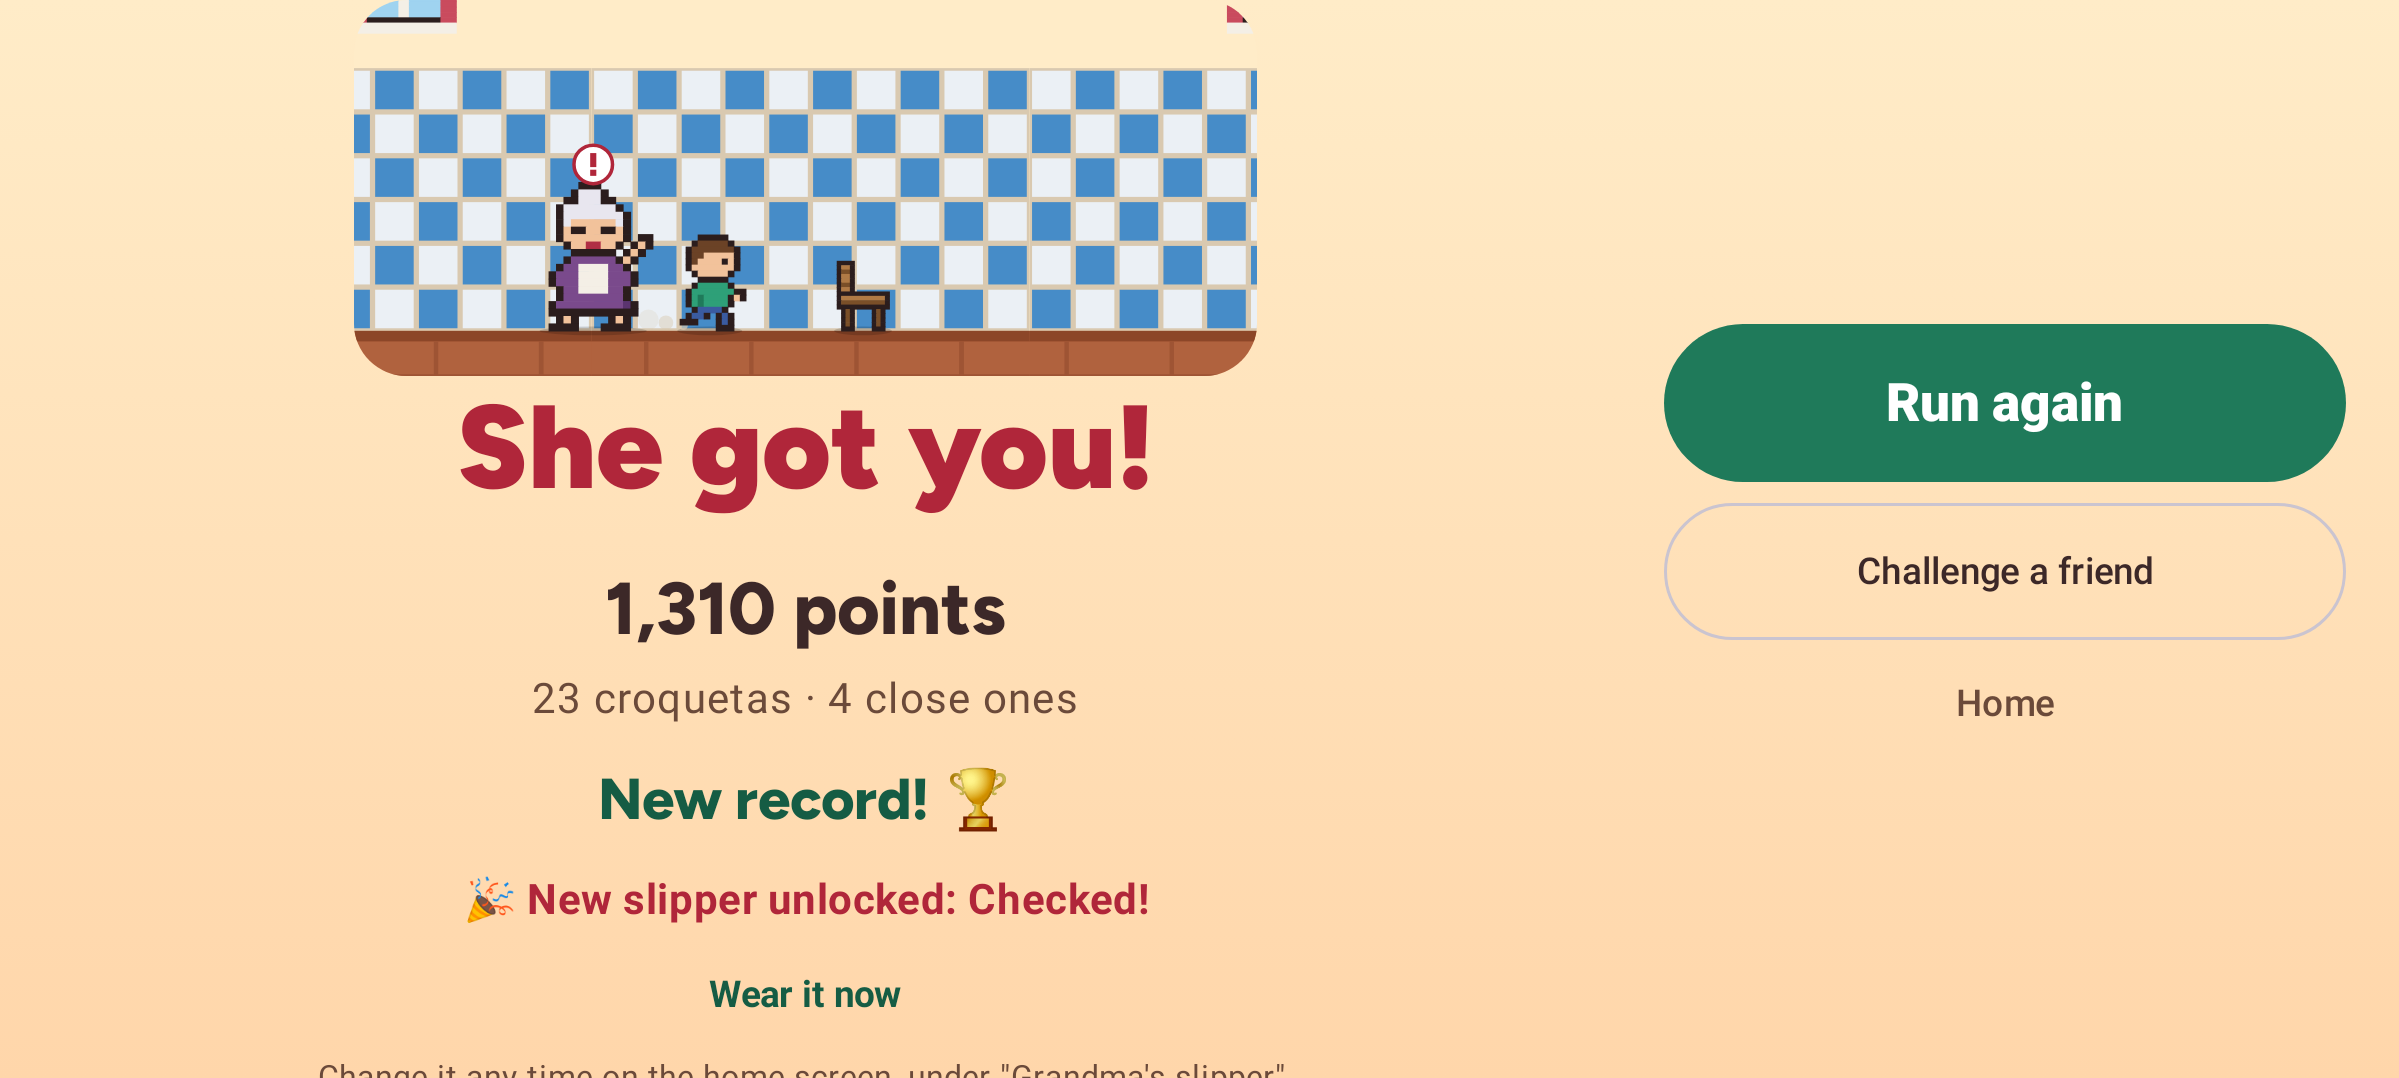 !
She got you!
1,310 points
23 croquetas · 4 close ones
New record! 🏆
🎉 New slipper unlocked: Checked!
Wear it now
Change it any time on the home screen, under "Grandma's slipper"
Run again
Challenge a friend
Home